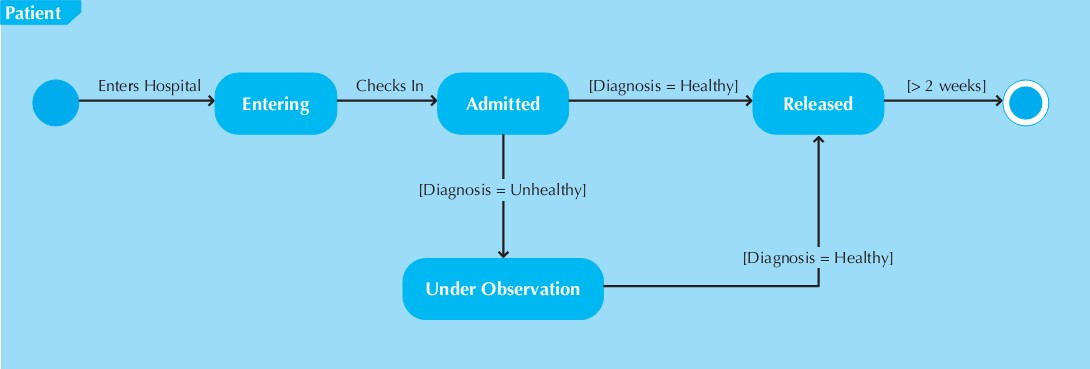 Patient
Enters Hospital
Entering
Checks In
Admitted
[Diagnosis = Healthy]
Released
[> 2 weeks]
[Diagnosis = Unhealthy]
[Diagnosis = Healthy]
Under Observation